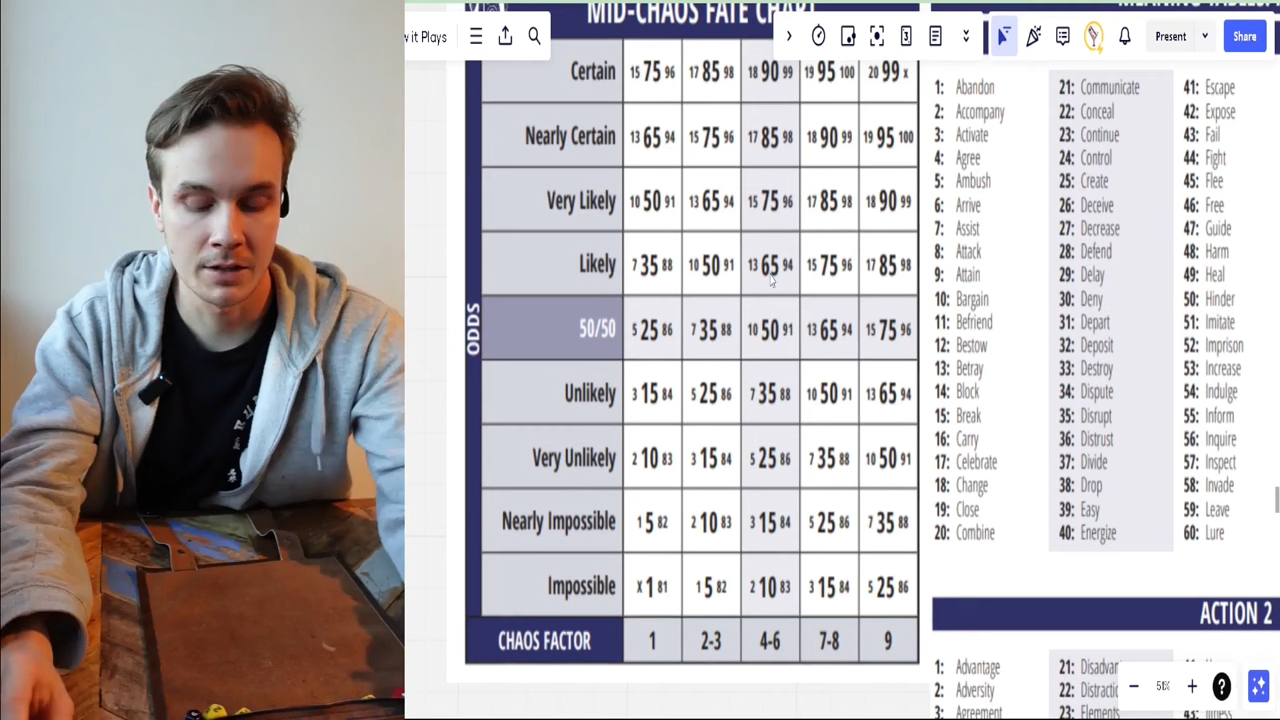 w it Plays
Present
Share
MID-CHAOS FATE CHART
Certain 15 75 96 17 85 98 18 90 99 19 95 100 20 99 x
Nearly Certain 13 65 94 15 75 96 17 85 98 18 90 99 19 95 100
Very Likely 10 50 91 13 65 94 15 75 96 17 85 98 18 90 99
Likely 7 35 88 10 50 91 13 65 94 15 75 96 17 85 98
50/50 5 25 86 7 35 88 10 50 91 13 65 94 15 75 96
Unlikely 3 15 84 5 25 86 7 35 88 10 50 91 13 65 94
Very Unlikely 2 10 83 3 15 84 5 25 86 7 35 88 10 50 91
Nearly Impossible 1 5 82 2 10 83 3 15 84 5 25 86 7 35 88
Impossible X 1 81 1 5 82 2 10 83 3 15 84 5 25 86
CHAOS FACTOR 1 2-3 4-6 7-8 9
ODDS
1: Abandon
2: Accompany
3: Activate
4: Agree
5: Ambush
6: Arrive
7: Assist
8: Attack
9: Attain
10: Bargain
11: Befriend
12: Bestow
13: Betray
14: Block
15: Break
16: Carry
17: Celebrate
18: Change
19: Close
20: Combine
21: Communicate
22: Conceal
23: Continue
24: Control
25: Create
26: Deceive
27: Decrease
28: Defend
29: Delay
30: Deny
31: Depart
32: Deposit
33: Destroy
34: Dispute
35: Disrupt
36: Distrust
37: Divide
38: Drop
39: Easy
40: Energize
41: Escape
42: Expose
43: Fail
44: Fight
45: Flee
46: Free
47: Guide
48: Harm
49: Heal
50: Hinder
51: Imitate
52: Imprison
53: Increase
54: Indulge
55: Inform
56: Inquire
57: Inspect
58: Invade
59: Leave
60: Lure
ACTION 2
1: Advantage
2: Adversity
3: Agreement
21: Disadvan
22: Distractio
23: Elements
51%